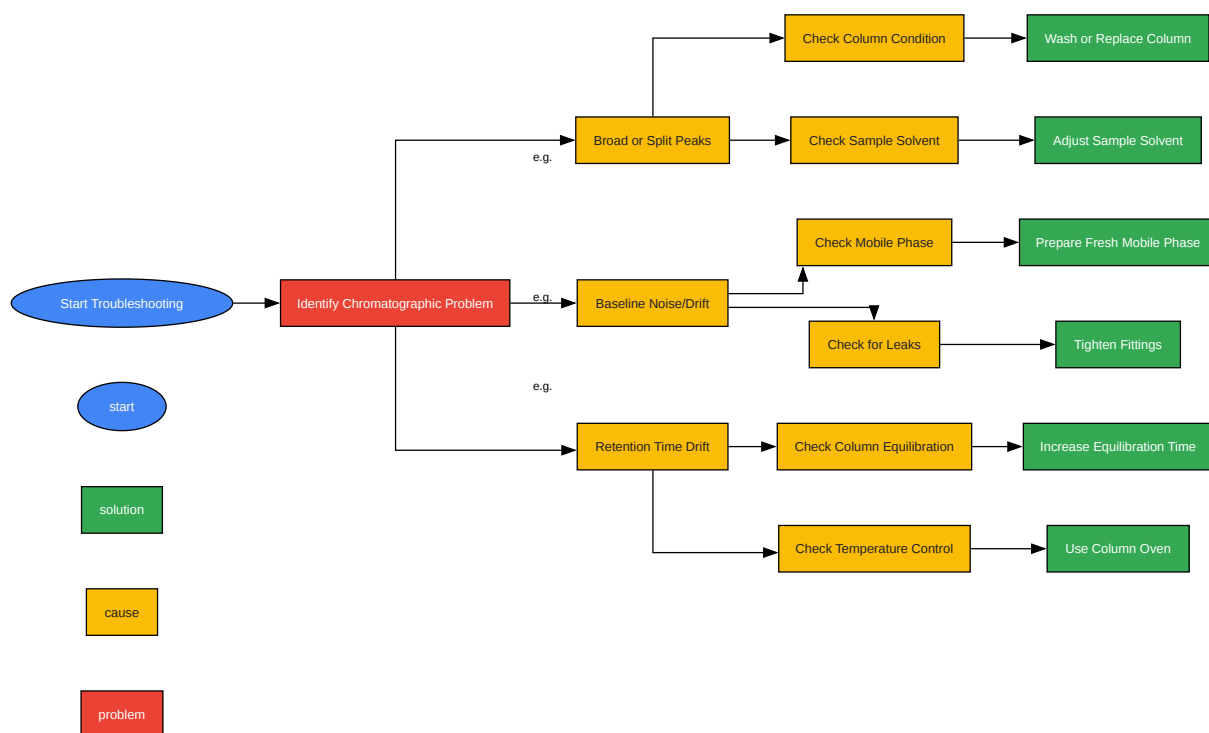 Check Column Condition
Wash or Replace Column
Broad or Split Peaks
Check Sample Solvent
Adjust Sample Solvent
e.g.
Check Mobile Phase
Prepare Fresh Mobile Phase
Start Troubleshooting
Identify Chromatographic Problem
e.g.
Baseline Noise/Drift
Check for Leaks
Tighten Fittings
e.g.
start
Retention Time Drift
Check Column Equilibration
Increase Equilibration Time
solution
Check Temperature Control
Use Column Oven
cause
problem